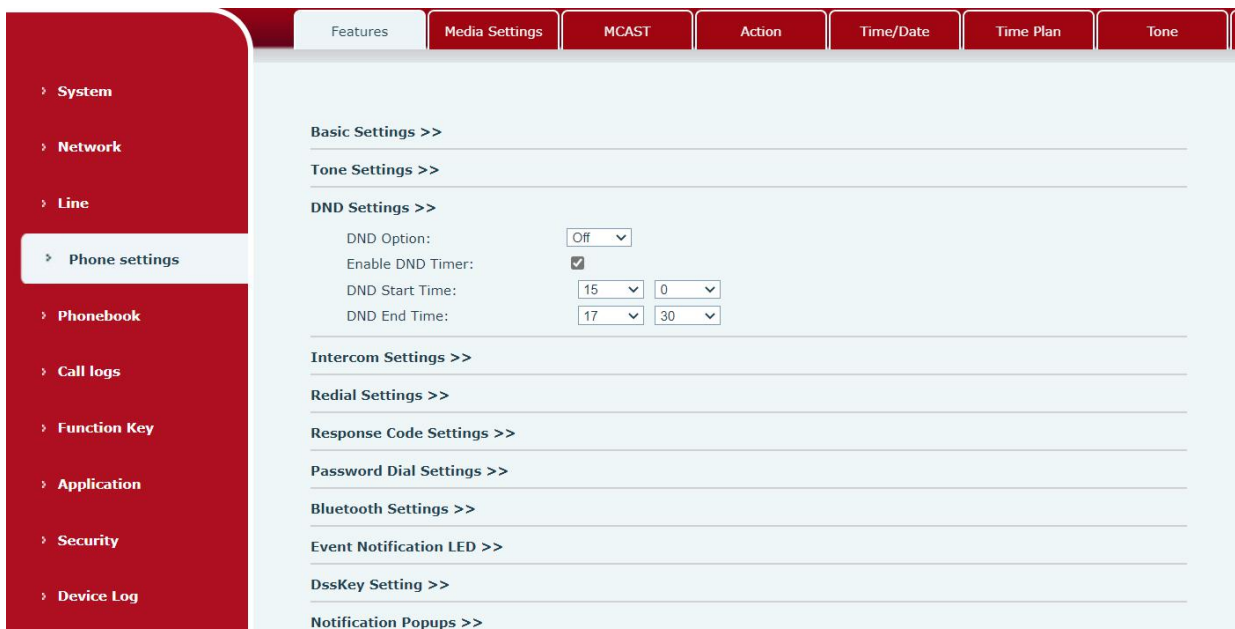 Features Media Settings MCAST Action Time/Date Time Plan Tone
System
Network
Line
Phone settings
Phonebook
Call logs
Function Key
Application
Security
Device Log
Basic Settings >>
Tone Settings >>
DND Settings >>
DND Option: Off
Enable DND Timer:
DND Start Time: 15 0
DND End Time: 17 30
Intercom Settings >>
Redial Settings >>
Response Code Settings >>
Password Dial Settings >>
Bluetooth Settings >>
Event Notification LED >>
DssKey Setting >>
Notification Popups >>